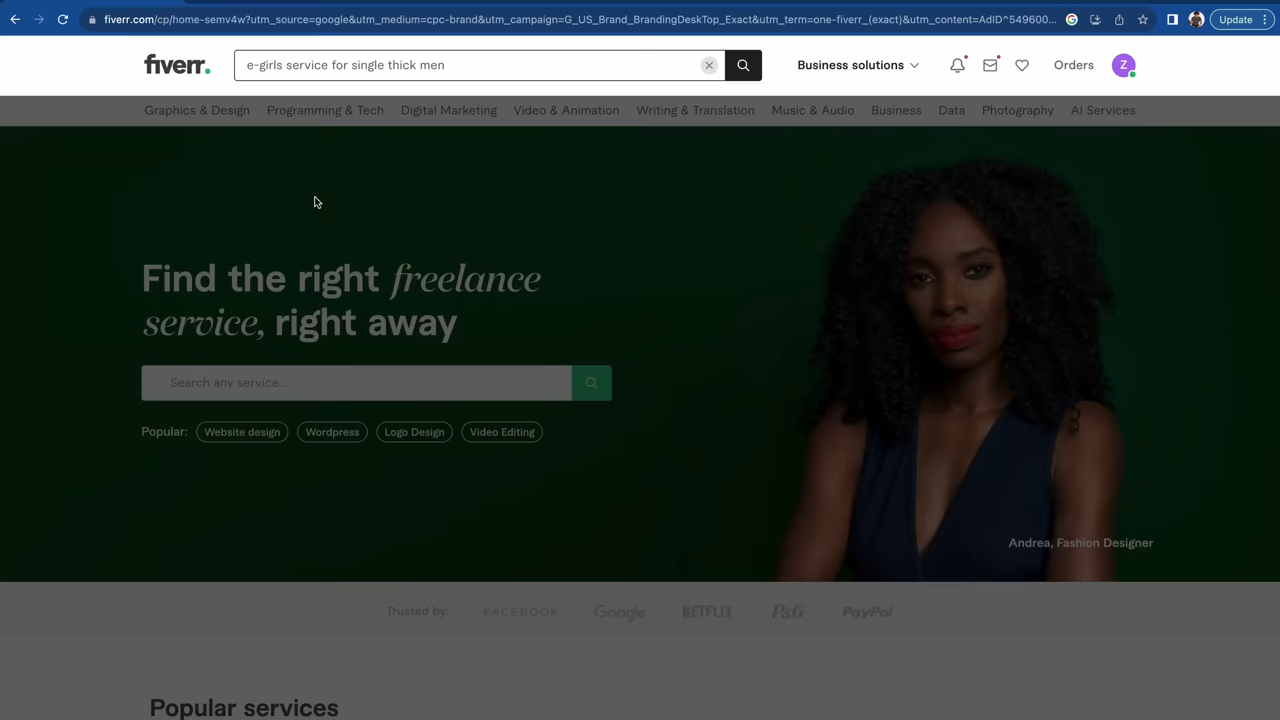 fiverr.com/cp/home-semv4w?utm_source=google&utm_medium=cpc-brand&utm_campaign=G_US_Brand_BrandingDeskTop_Exact&utm_term=one-fiverr_(exact)&utm_content=AdID^549600...
Update
fiverr.
e-girls service for single thick men
Business solutions
Orders
Z
Graphics & Design
Programming & Tech
Digital Marketing
Video & Animation
Writing & Translation
Music & Audio
Business
Data
Photography
AI Services
Find the right freelance
service, right away
Search any service...
Popular:
Website design
Wordpress
Logo Design
Video Editing
Andrea, Fashion Designer
Trusted by:
FACEBOOK
Google
NETFLIX
P&G
PayPal
Popular services